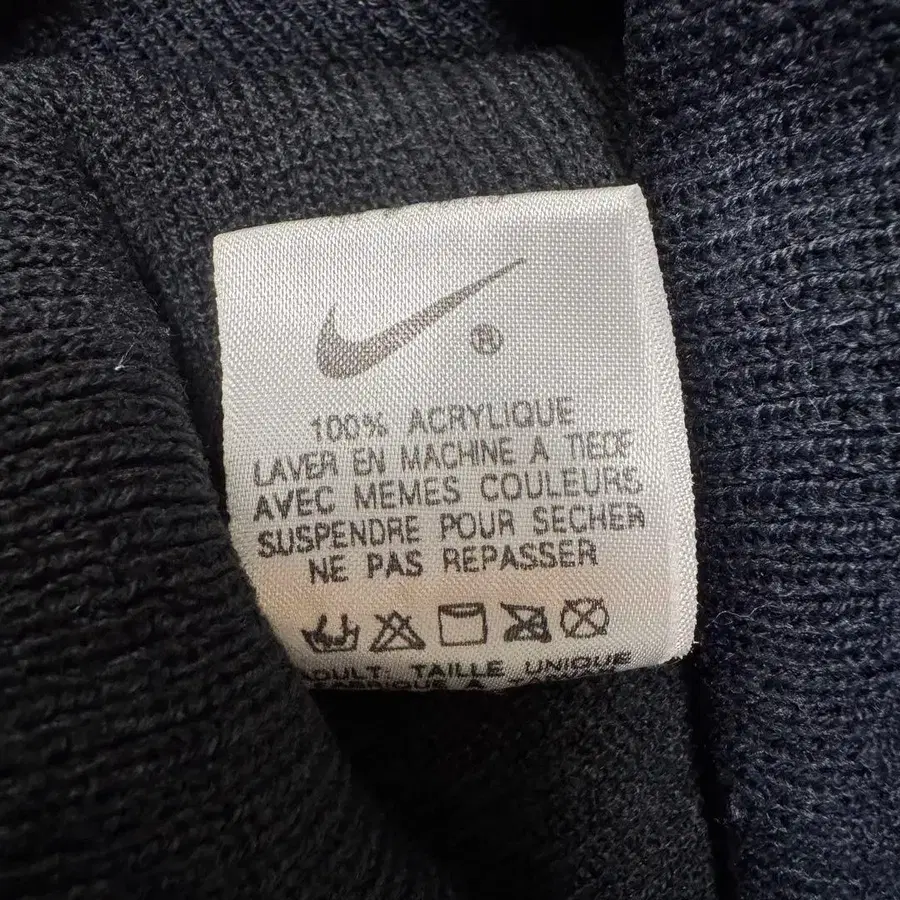 ®
100% ACRYLIQUE
LAVER EN MACHINE A TIEDE
AVEC MEMES COULEURS
SUSPENDRE POUR SECHER
NE PAS REPASSER
TAILLE UNIQUE